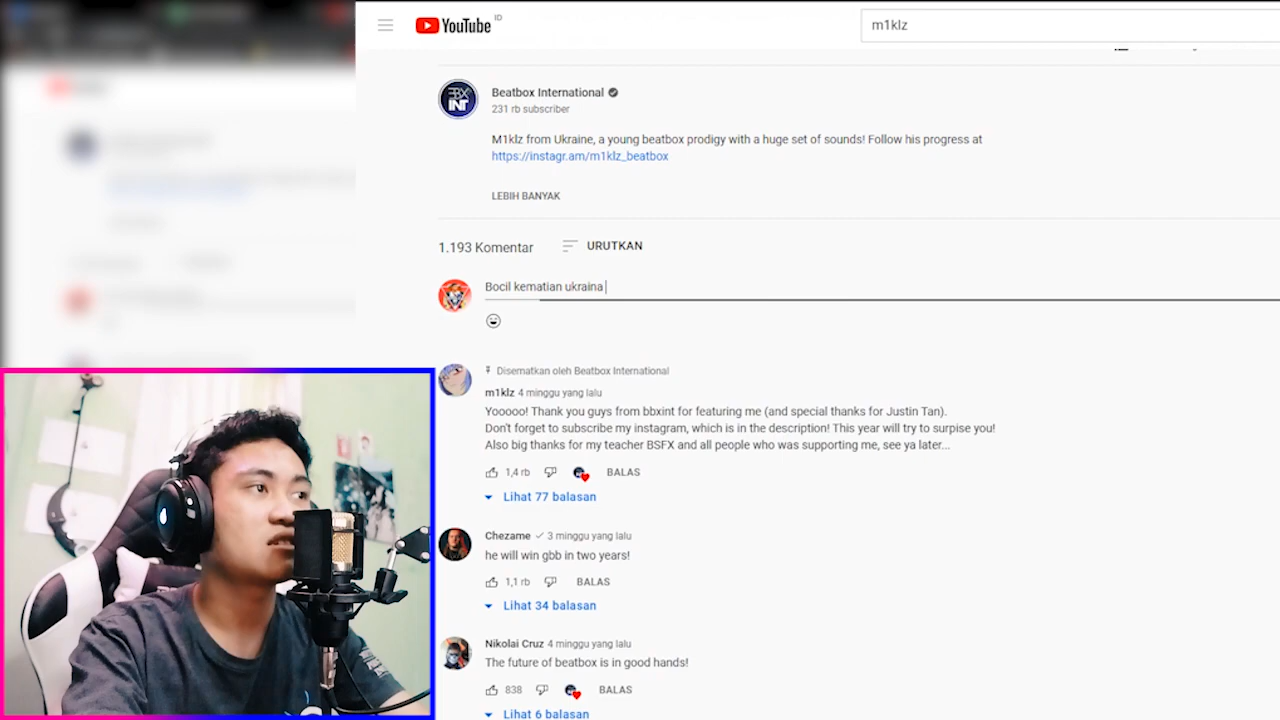 YouTube ID
m1klz
Beatbox International
231 rb subscriber
M1klz from Ukraine, a young beatbox prodigy with a huge set of sounds! Follow his progress at
https://instagr.am/m1klz_beatbox
LEBIH BANYAK
1.193 Komentar
URUTKAN
Bocil kematian ukraina
Disematkan oleh Beatbox International
m1klz 4 minggu yang lalu
Yooooo! Thank you guys from bbxint for featuring me (and special thanks for Justin Tan).
Don't forget to subscribe my instagram, which is in the description! This year will try to surpise you!
Also big thanks for my teacher BSFX and all people who was supporting me, see ya later...
1,4 rb
BALAS
Lihat 77 balasan
Chezame 3 minggu yang lalu
he will win gbb in two years!
1,1 rb
BALAS
Lihat 34 balasan
Nikolai Cruz 4 minggu yang lalu
The future of beatbox is in good hands!
838
BALAS
Lihat 6 balasan